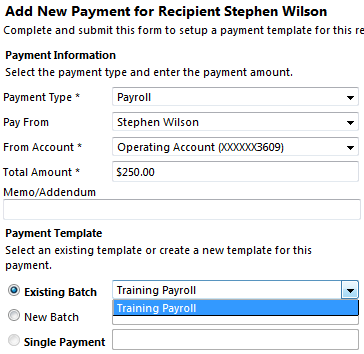 Add New Payment for Recipient Stephen Wilson
Complete and submit this form to setup a payment template for this re
Payment Information
Select the payment type and enter the payment amount.
Payment Type * Payroll
Pay From Stephen Wilson
From Account * Operating Account (XXXXXX3609)
Total Amount * $250.00
Memo/Addendum
Payment Template
Select an existing template or create a new template for this
payment.
Existing Batch Training Payroll
Training Payroll
New Batch
Single Payment